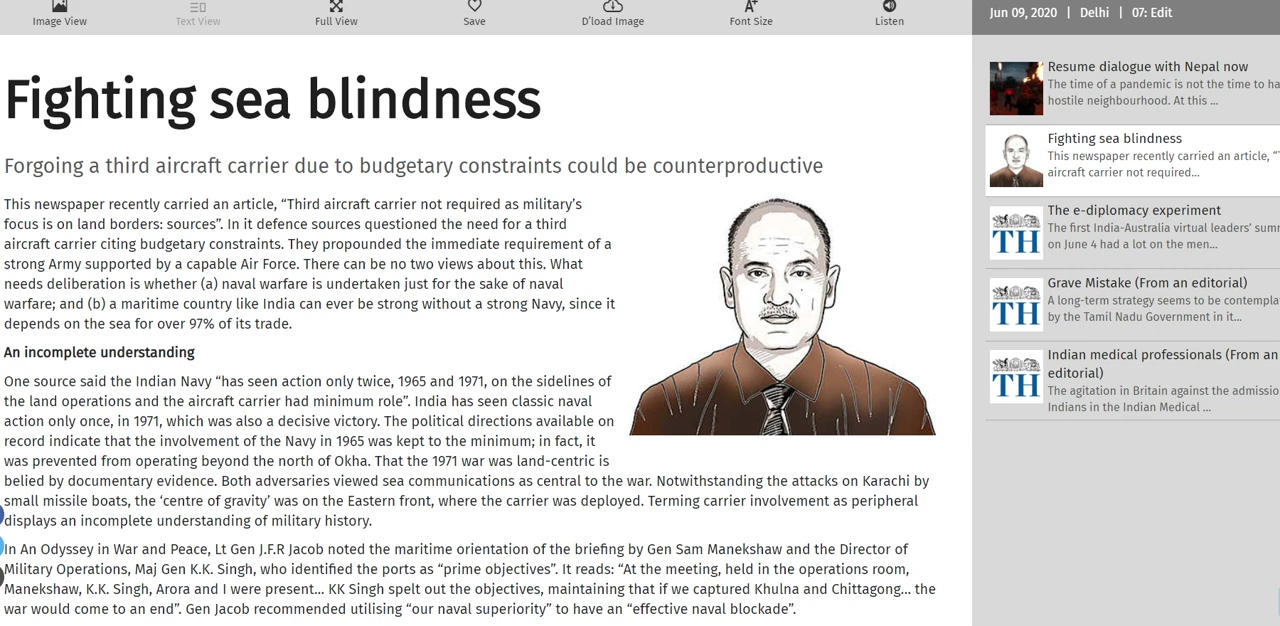 Image View
Text View
Full View
Save
D'load Image
Font Size
Listen
Jun 09, 2020 | Delhi | 07: Edit
Fighting sea blindness
Forgoing a third aircraft carrier due to budgetary constraints could be counterproductive
This newspaper recently carried an article, “Third aircraft carrier not required as military’s
focus is on land borders: sources”. In it defence sources questioned the need for a third
aircraft carrier citing budgetary constraints. They propounded the immediate requirement of a
strong Army supported by a capable Air Force. There can be no two views about this. What
needs deliberation is whether (a) naval warfare is undertaken just for the sake of naval
warfare; and (b) a maritime country like India can ever be strong without a strong Navy, since it
depends on the sea for over 97% of its trade.
An incomplete understanding
One source said the Indian Navy “has seen action only twice, 1965 and 1971, on the sidelines of
the land operations and the aircraft carrier had minimum role”. India has seen classic naval
action only once, in 1971, which was also a decisive victory. The political directions available on
record indicate that the involvement of the Navy in 1965 was kept to the minimum; in fact, it
was prevented from operating beyond the north of Okha. That the 1971 war was land-centric is
belied by documentary evidence. Both adversaries viewed sea communications as central to the war. Notwithstanding the attacks on Karachi by
small missile boats, the ‘centre of gravity’ was on the Eastern front, where the carrier was deployed. Terming carrier involvement as peripheral
displays an incomplete understanding of military history.
In An Odyssey in War and Peace, Lt Gen J.F.R Jacob noted the maritime orientation of the briefing by Gen Sam Manekshaw and the Director of
Military Operations, Maj Gen K.K. Singh, who identified the ports as “prime objectives”. It reads: “At the meeting, held in the operations room,
Manekshaw, K.K. Singh, Arora and I were present... KK Singh spelt out the objectives, maintaining that if we captured Khulna and Chittagong... the
war would come to an end”. Gen Jacob recommended utilising “our naval superiority” to have an “effective naval blockade”.
Resume dialogue with Nepal now
The time of a pandemic is not the time to ha
hostile neighbourhood. At this ...
Fighting sea blindness
This newspaper recently carried an article, “T
aircraft carrier not required...
TH
The e-diplomacy experiment
The first India-Australia virtual leaders’ sum
on June 4 had a lot on the men...
TH
Grave Mistake (From an editorial)
A long-term strategy seems to be contempla
by the Tamil Nadu Government in it...
TH
Indian medical professionals (From an
editorial)
The agitation in Britain against the admissio
Indians in the Indian Medical ...